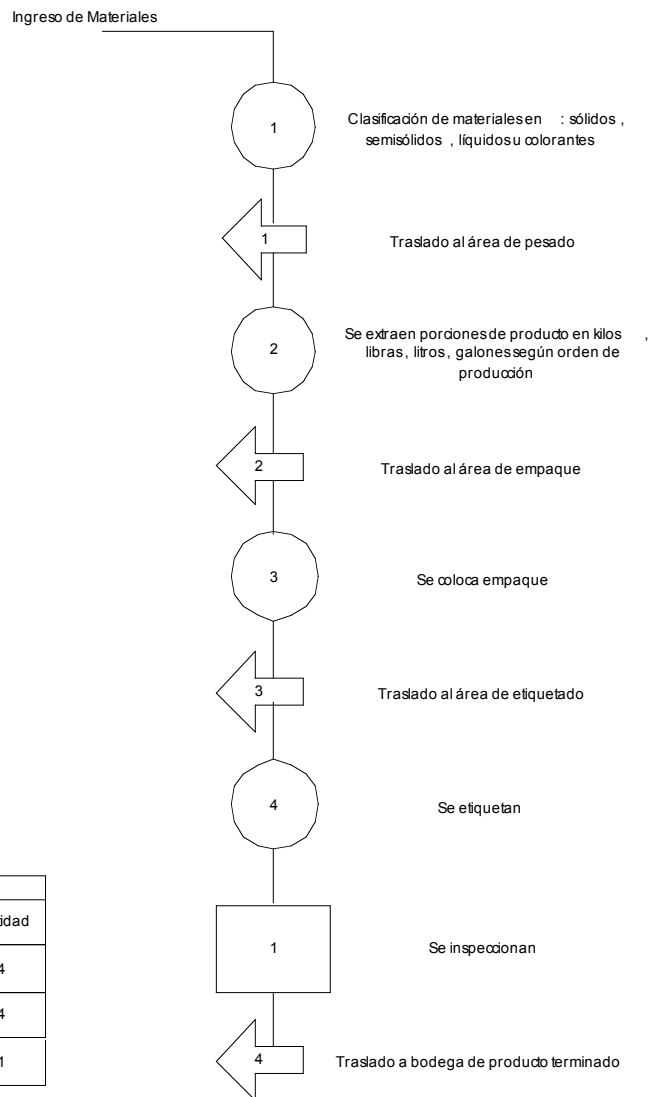 Ingreso de Materiales
1
Clasificación de materiales en : sólidos ,
semisólidos , líquidos u colorantes
1
Traslado al área de pesado
2
Se extraen porciones de producto en kilos ,
libras , litros , galones según orden de
producción
2
Traslado al área de empaque
3
Se coloca empaque
3
Traslado al área de etiquetado
4
Se etiquetan
1
Se inspeccionan
4
Traslado a bodega de producto terminado
idad
4
4
1